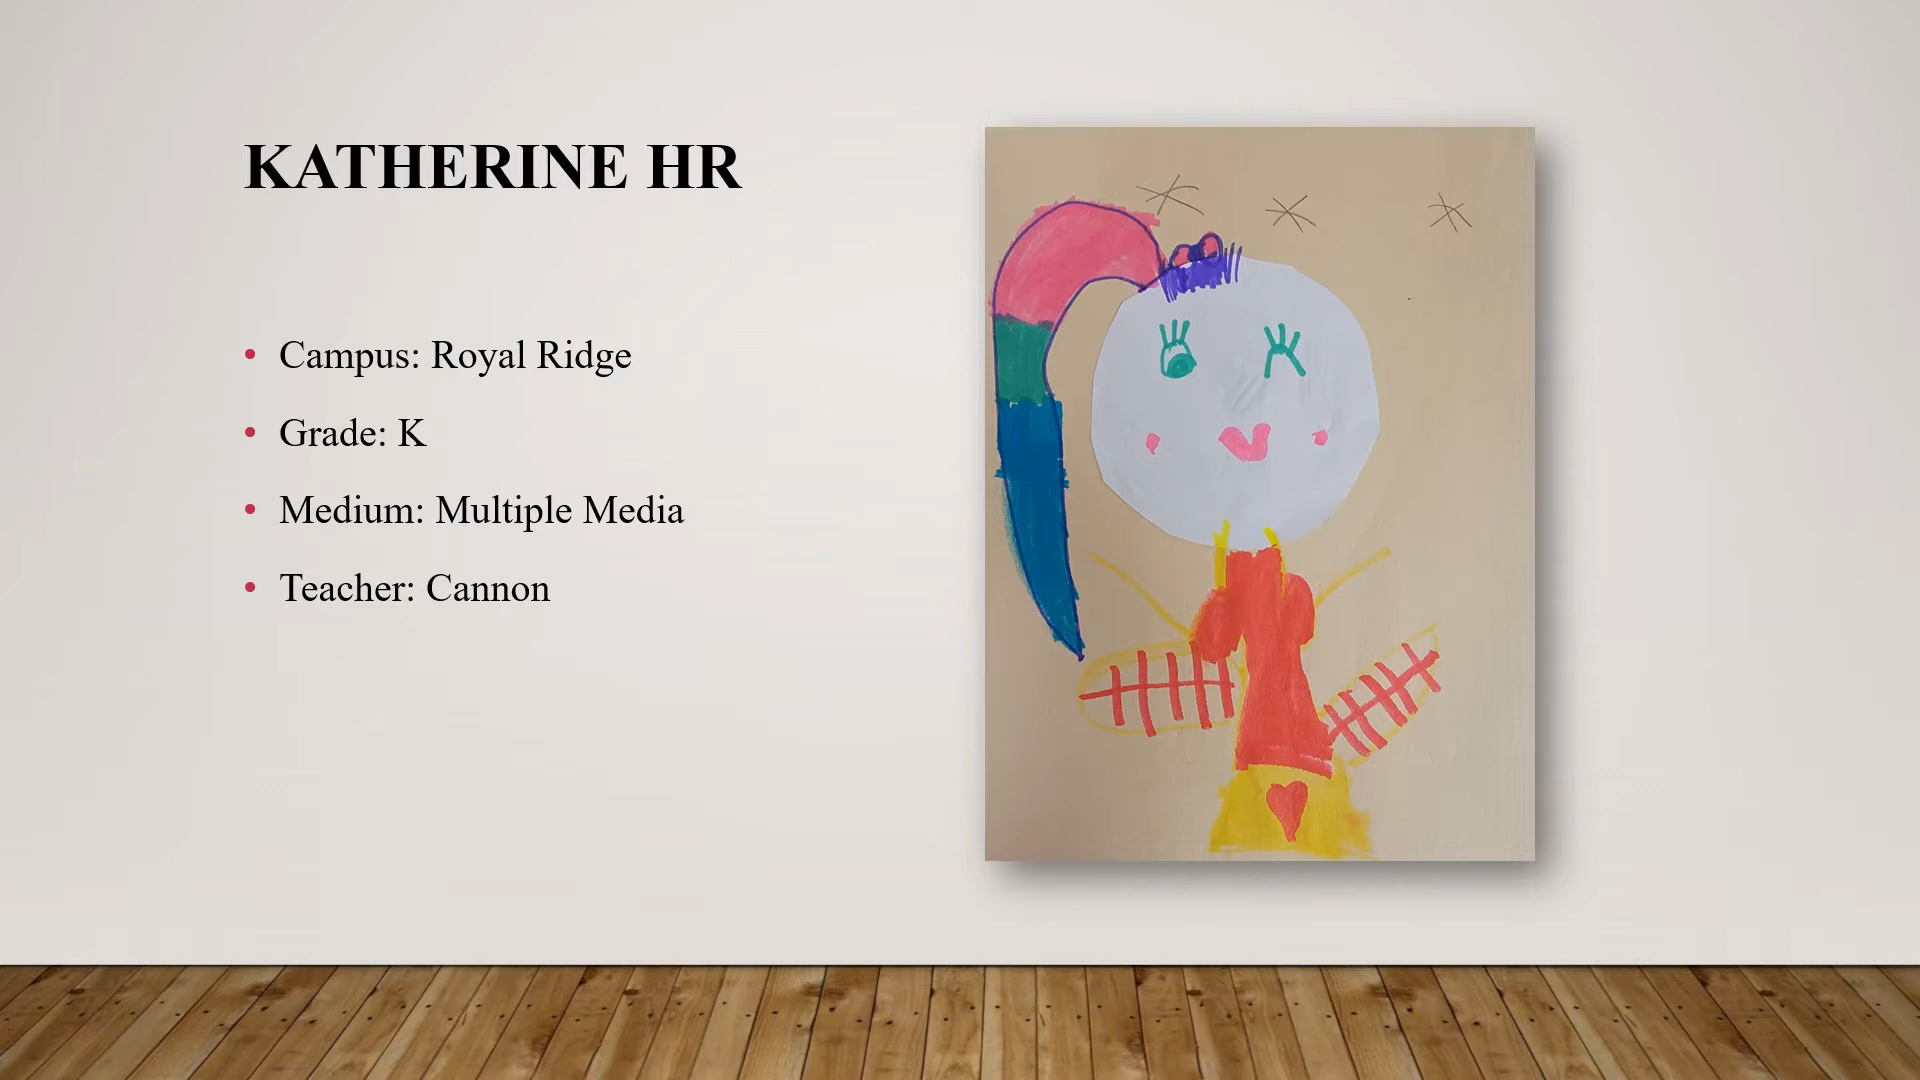 KATHERINE HR
Campus: Royal Ridge
Grade: K
Medium: Multiple Media
Teacher: Cannon